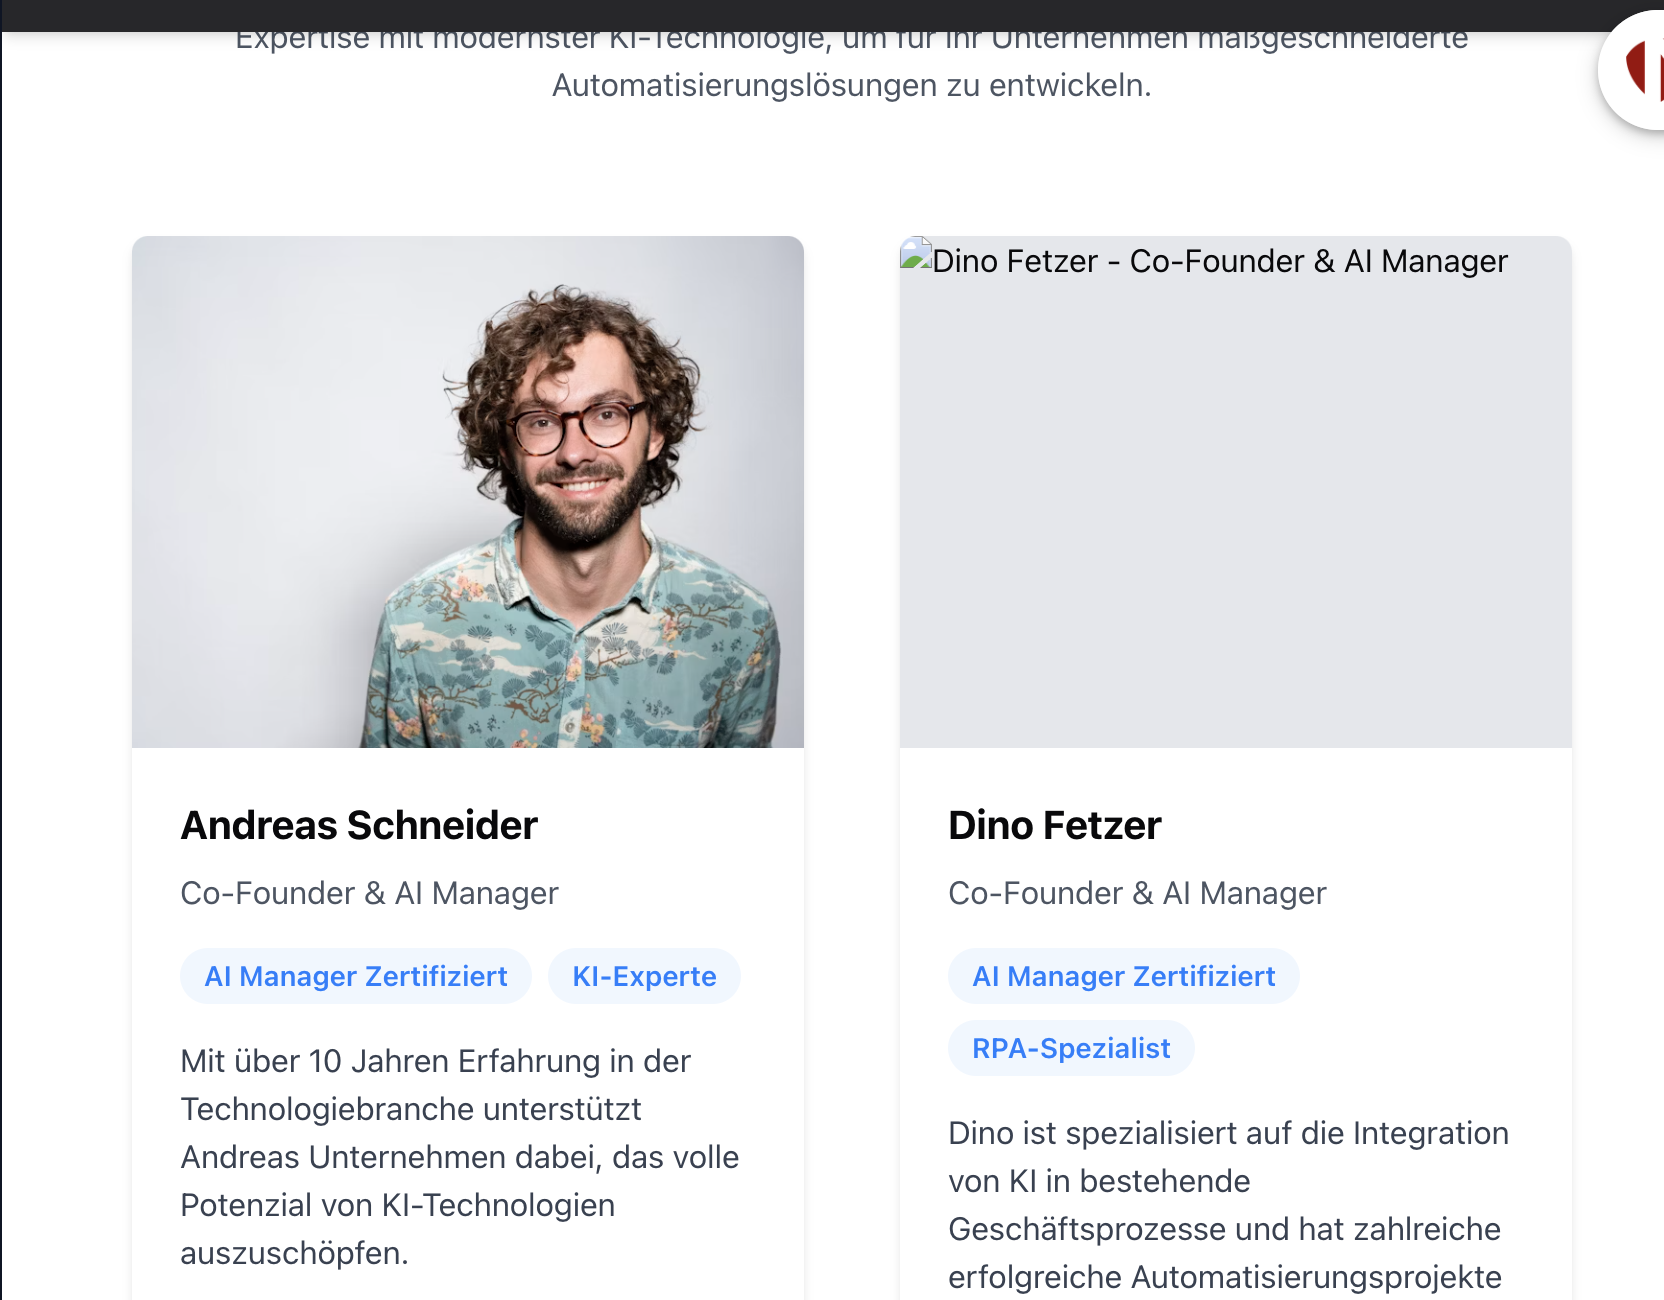 Expertise mit modernster KI-Technologie, um für Ihr Unternehmen maßgeschneiderte
Automatisierungslösungen zu entwickeln.
Dino Fetzer - Co-Founder & AI Manager
Andreas Schneider
Co-Founder & AI Manager
AI Manager Zertifiziert
KI-Experte
Mit über 10 Jahren Erfahrung in der
Technologiebranche unterstützt
Andreas Unternehmen dabei, das volle
Potenzial von KI-Technologien
auszuschöpfen.
Dino Fetzer
Co-Founder & AI Manager
AI Manager Zertifiziert
RPA-Spezialist
Dino ist spezialisiert auf die Integration
von KI in bestehende
Geschäftsprozesse und hat zahlreiche
erfolgreiche Automatisierungsprojekte